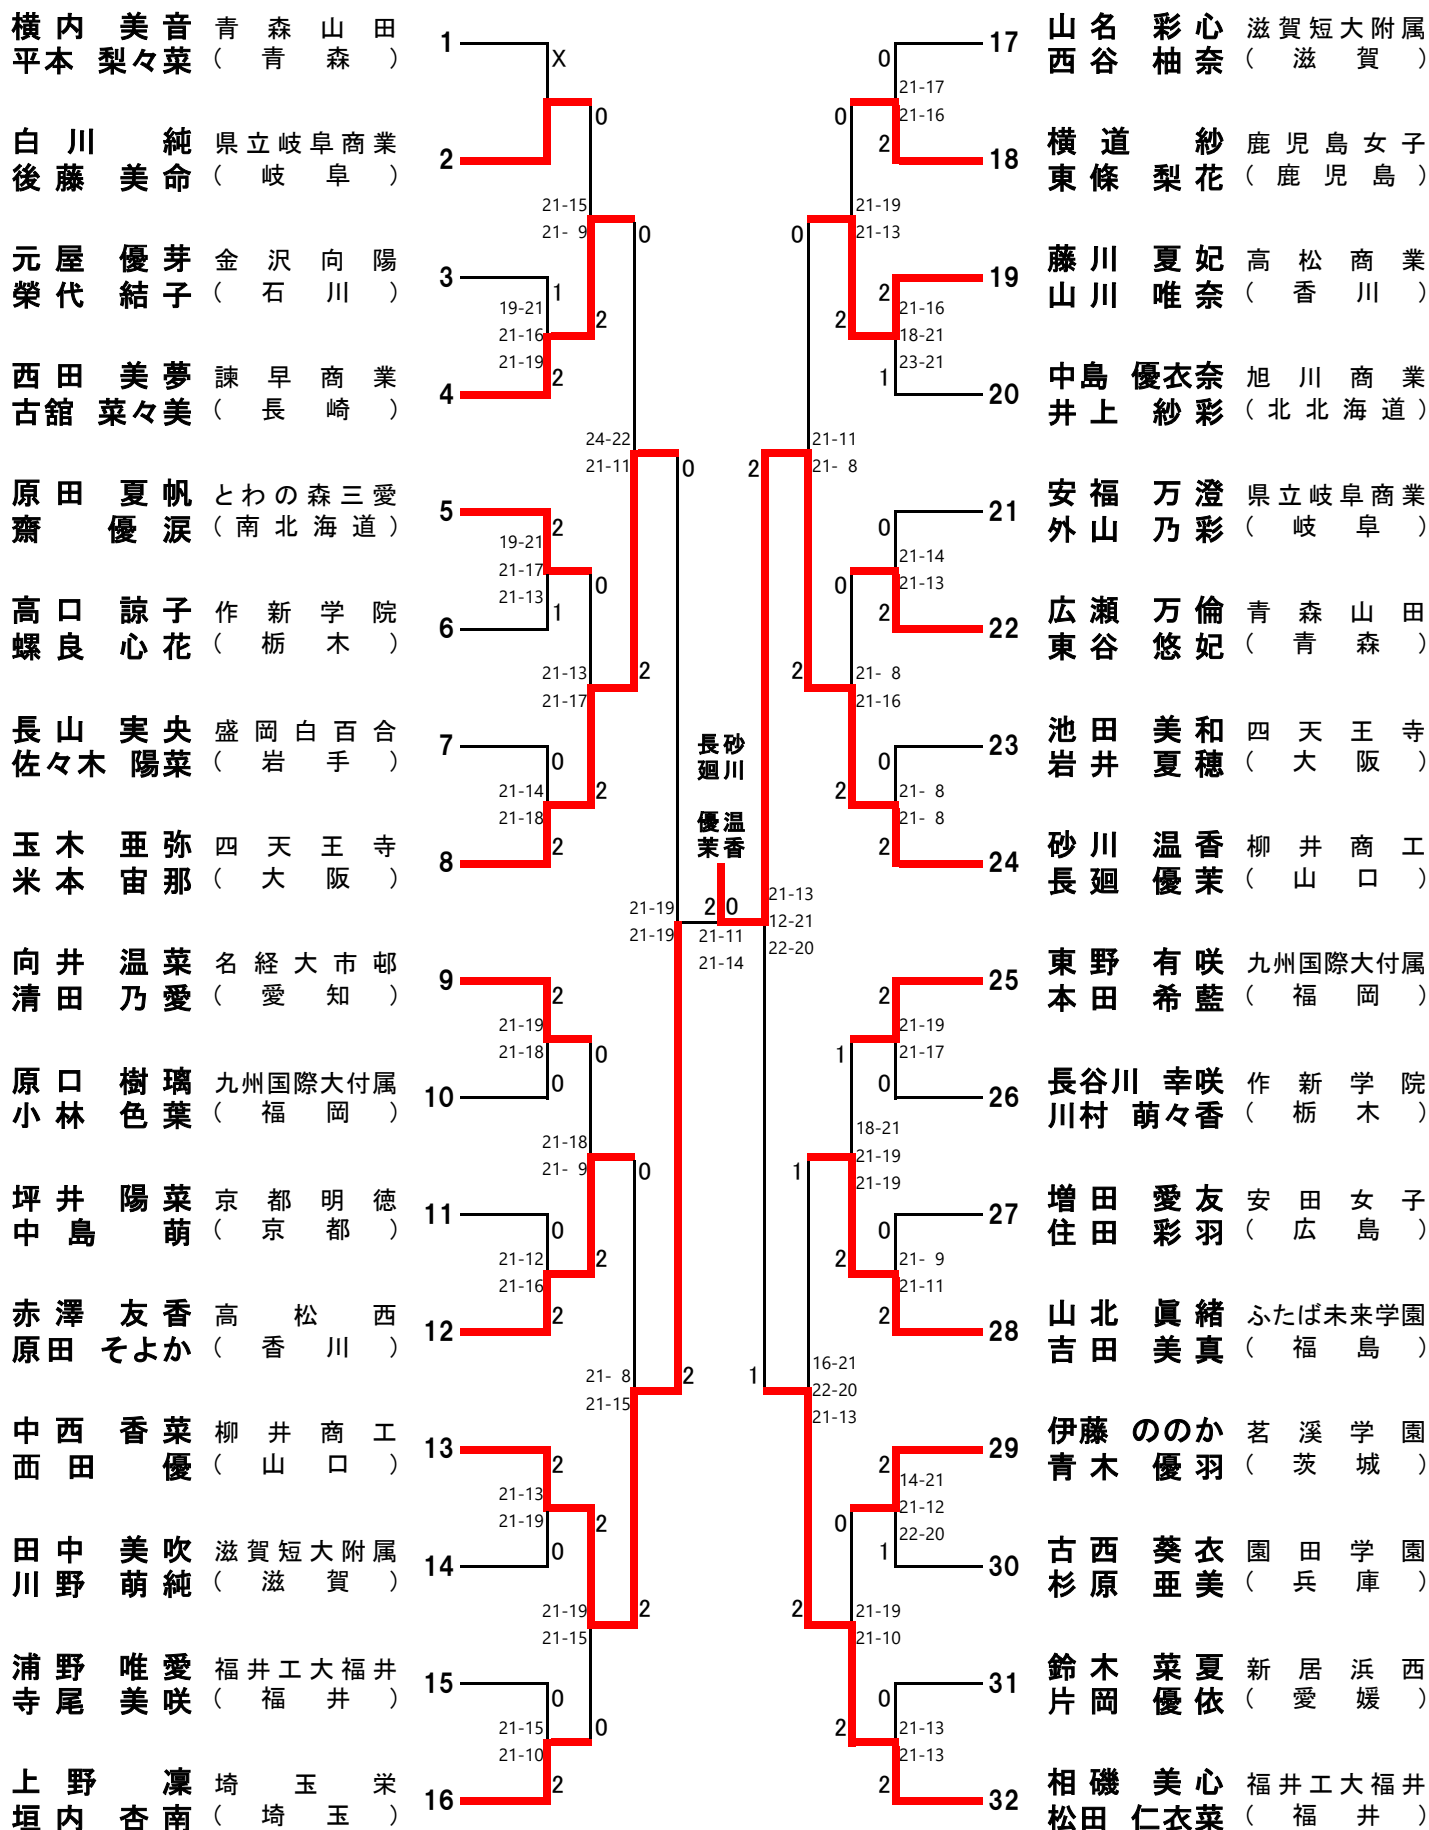 横内 美音 青森山田
平本 梨々菜 （青森）
1
X
0
白川 純 県立岐阜商業
後藤 美命 （岐阜）
2
21-15
21- 9
0
元屋 優芽 金沢向陽
榮代 結子 （石川）
3
1
19-21
21-16
21-19
2
西田 美夢 諫早商業
古舘 菜々美 （長崎）
4
2
24-22
21-11
0
原田 夏帆 とわの森三愛
齋 優涙 （南北海道）
5
2
19-21
21-17
21-13
0
高口 諒子 作新学院
螺良 心花 （栃木）
6
1
21-13
21-17
2
長山 実央 盛岡白百合
佐々木 陽菜 （岩手）
7
0
21-14
21-18
2
玉木 亜弥 四天王寺
米本 宙那 （大阪）
8
2
21-19
21-19
向井 温菜 名経大市邨
清田 乃愛 （愛知）
9
2
21-19
21-18
0
原口 樹璃 九州国際大付属
小林 色葉 （福岡）
10
0
21-18
21- 9
0
坪井 陽菜 京都明徳
中島 萌 （京都）
11
0
21-12
21-16
2
赤澤 友香 高松西
原田 そよか （香川）
12
2
21- 8
21-15
2
中西 香菜 柳井商工
西田 優 （山口）
13
2
21-13
21-19
2
田中 美吹 滋賀短大附属
川野 萌純 （滋賀）
14
0
21-19
21-15
2
浦野 唯愛 福井工大福井
寺尾 美咲 （福井）
15
0
21-15
21-10
0
上野 凜 埼玉栄
垣内 杏南 （埼玉）
16
2
砂川 温香
長廻 優茉
2 0
21-11
21-14
17
山名 彩心 滋賀短大附属
西谷 柚奈 （滋賀）
0
21-17
21-16
0
2
18
横道 紗 鹿児島女子
東條 梨花 （鹿児島）
21-19
21-13
0
19
藤川 夏妃 高松商業
山川 唯奈 （香川）
2
21-16
18-21
23-21
2
1
20
中島 優衣奈 旭川商業
井上 紗彩 （北北海道）
21-11
21- 8
2
21
安福 万澄 県立岐阜商業
外山 乃彩 （岐阜）
0
21-14
21-13
0
2
22
広瀬 万倫 青森山田
東谷 悠妃 （青森）
21- 8
21-16
2
23
池田 美和 四天王寺
岩井 夏穂 （大阪）
0
21- 8
21- 8
2
2
24
砂川 温香 柳井商工
長廻 優茉 （山口）
21-13
12-21
22-20
25
東野 有咲 九州国際大付属
本田 希藍 （福岡）
2
21-19
21-17
1
0
26
長谷川 幸咲 作新学院
川村 萌々香 （栃木）
18-21
21-19
21-19
1
27
増田 愛友 安田女子
住田 彩羽 （広島）
0
21- 9
21-11
2
2
28
山北 眞緒 ふたば未来学園
吉田 美真 （福島）
16-21
22-20
21-13
1
29
伊藤 ののか 茗溪学園
青木 優羽 （茨城）
2
14-21
21-12
22-20
0
1
30
古西 葵衣 園田学園
杉原 亜美 （兵庫）
21-19
21-10
2
31
鈴木 菜夏 新居浜西
片岡 優依 （愛媛）
0
21-13
21-13
2
2
32
相磯 美心 福井工大福井
松田 仁衣菜 （福井）